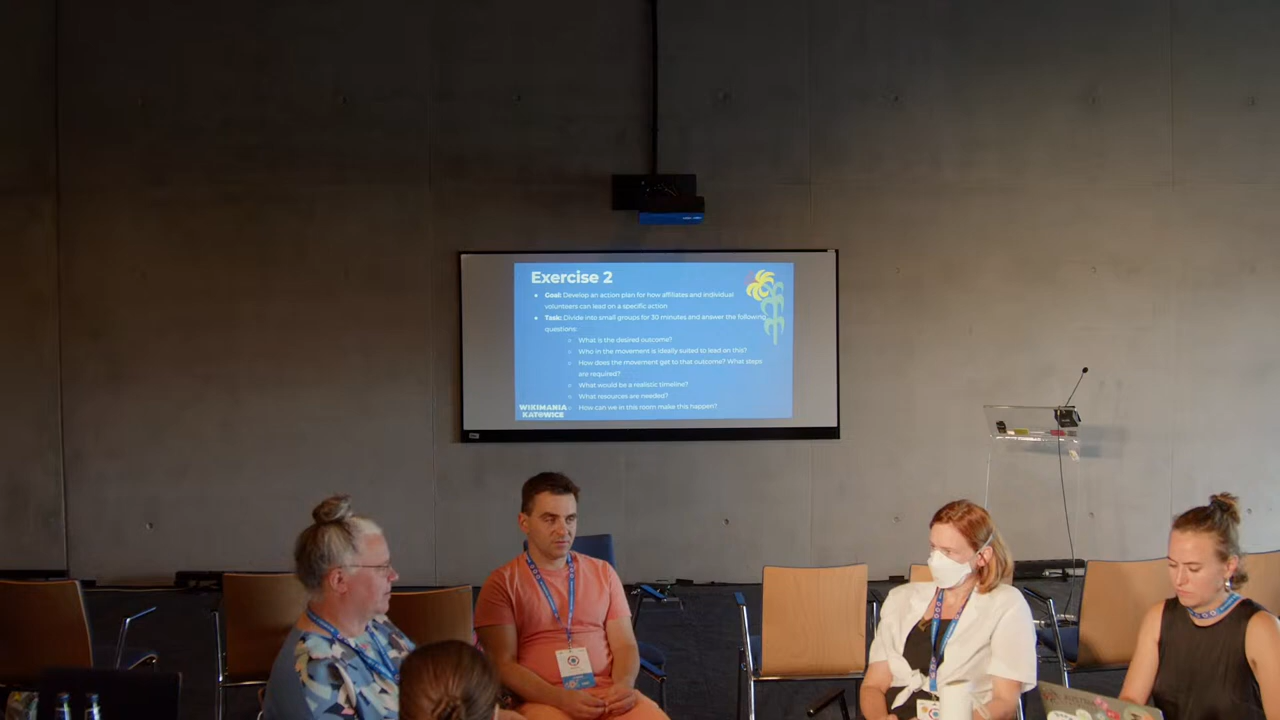 Exercise 2
Goal: Develop an action plan for how affiliates and individual
volunteers can lead on a specific action
Task: Divide into small groups for 30 minutes and answer the following
questions:
What is the desired outcome?
Who in the movement is ideally suited to lead on this?
How does the movement get to that outcome? What steps
are required?
What would be a realistic timeline?
What resources are needed?
How can we in this room make this happen?
WIKIMANIA
KATOWICE